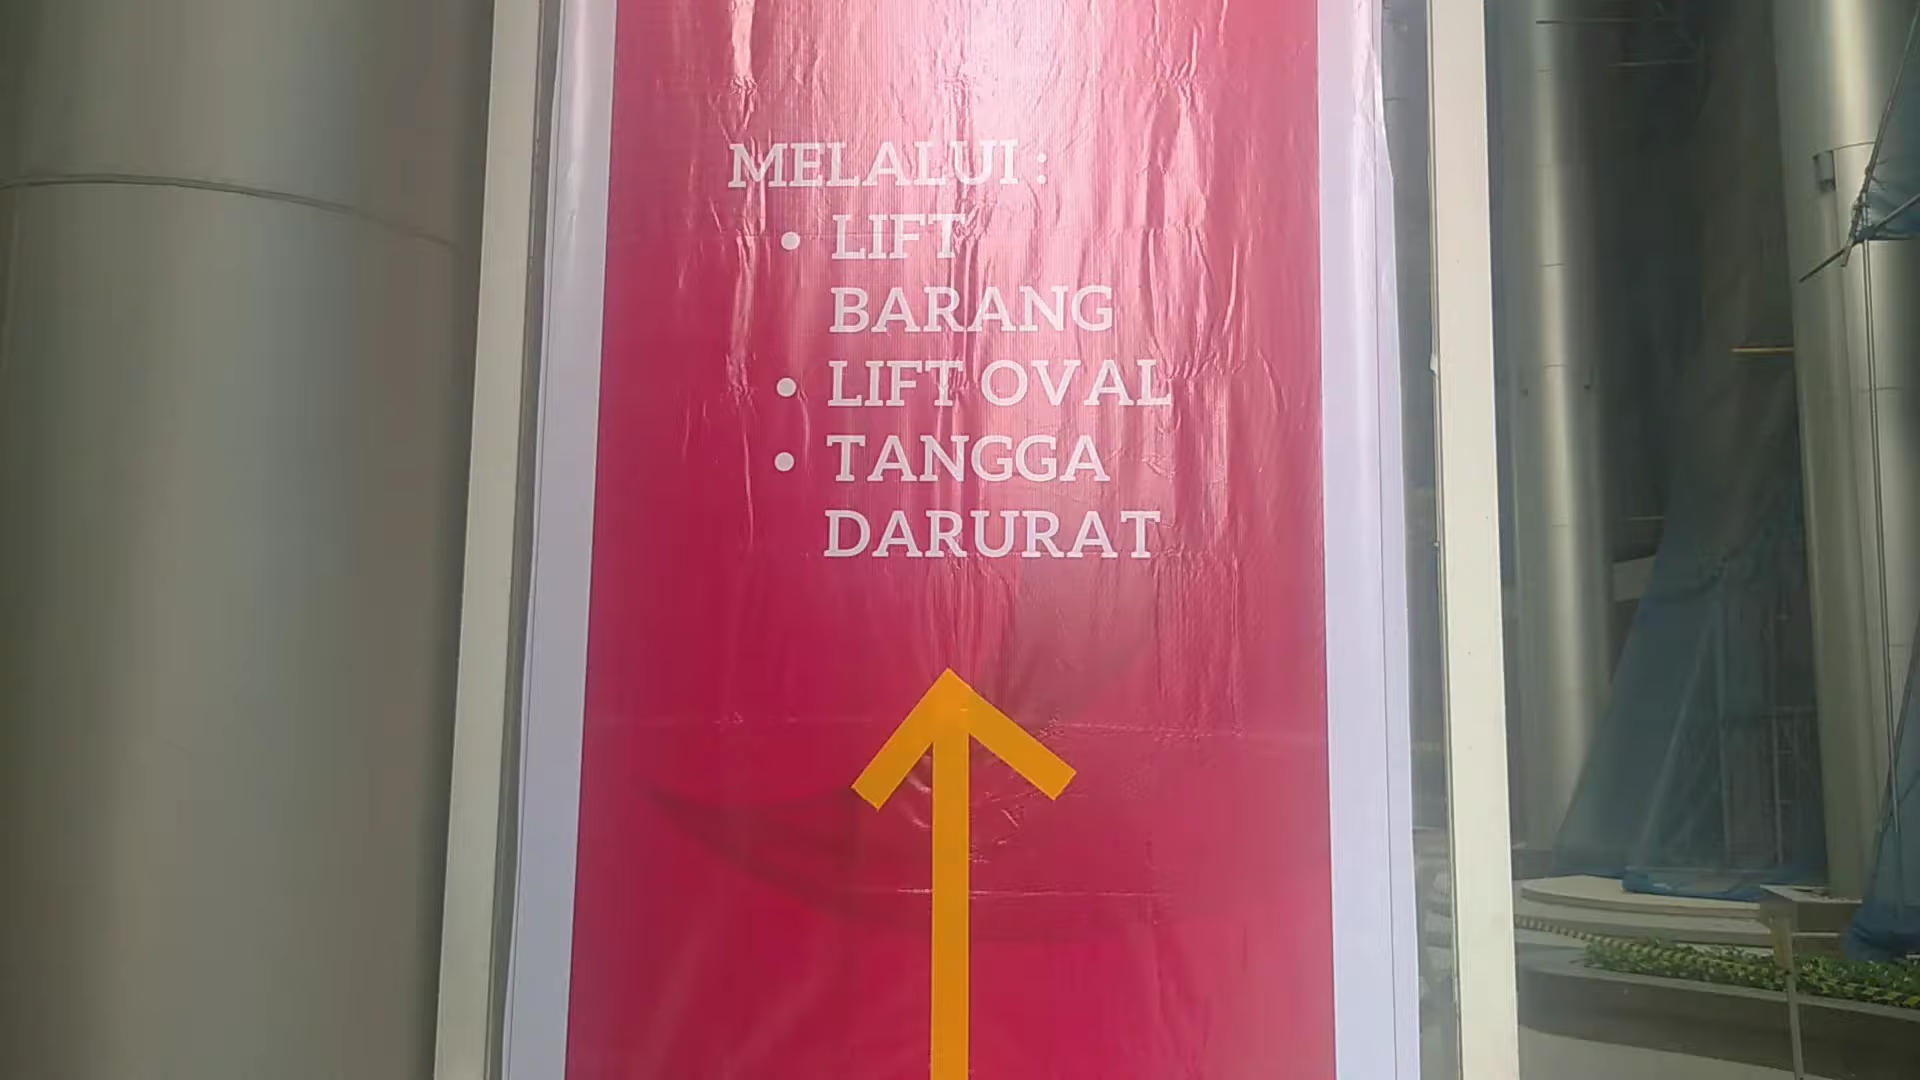 MELALUI :
• LIFT
BARANG
• LIFT OVAL
• TANGGA
DARURAT